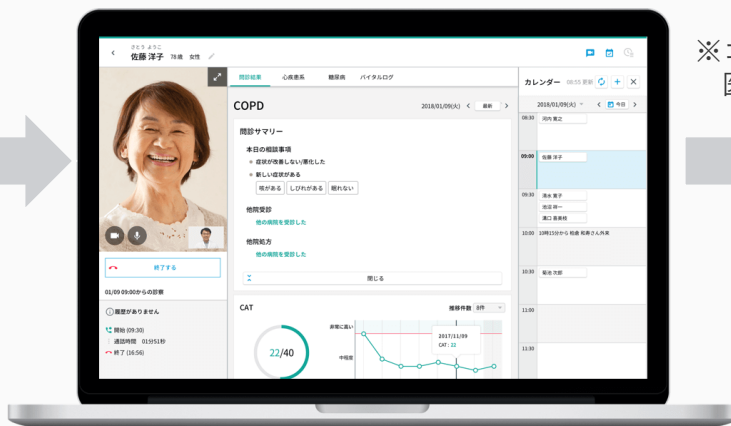 さとう ようこ
佐藤 洋子 78歳 女性
問診結果 心疾患系 糖尿病 バイタルログ
COPD
2018/01/09(火) 最新
問診サマリー
本日の相談事項
症状が改善しない/悪化した
新しい症状がある
咳がある しびれがある 眠れない
他院受診
他の病院を受診した
他院処方
他の病院を受診した
閉じる
終了する
01/09 09:00からの診察
履歴がありません
開始 (09:30)
通話時間 01分51秒
終了 (16:56)
CAT
推移件数 8件
22/40
非常に高い
中程度
2017/11/09
CAT : 22
カレンダー 08:55 更新
2018/01/09(火) 今日
08:30 河内 寛之
09:00 佐藤 洋子
09:30 清水 寛子
池沼 祥一
溝口 喜美枝
10:00 10時15分から 相倉 和寿さん外来
10:30 菊池 次郎
11:00
11:30
※